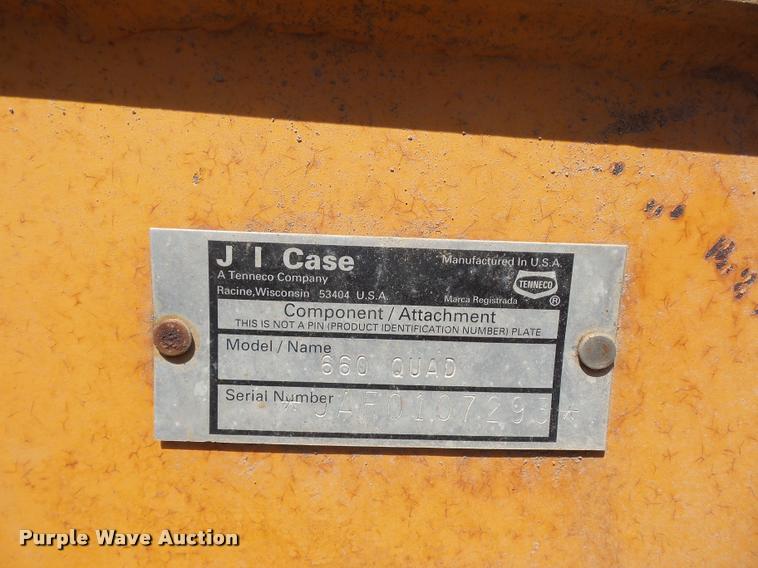 J I Case
Manufactured In U.S.A.
A Tenneco Company
TENNECO
Racine, Wisconsin 53404 U.S.A.
Marca Registrada ®
Component / Attachment
THIS IS NOT A PIN (PRODUCT IDENTIFICATION NUMBER) PLATE
Model / Name
660 QUAD
Serial Number
*JAF0107293*
Purple Wave Auction